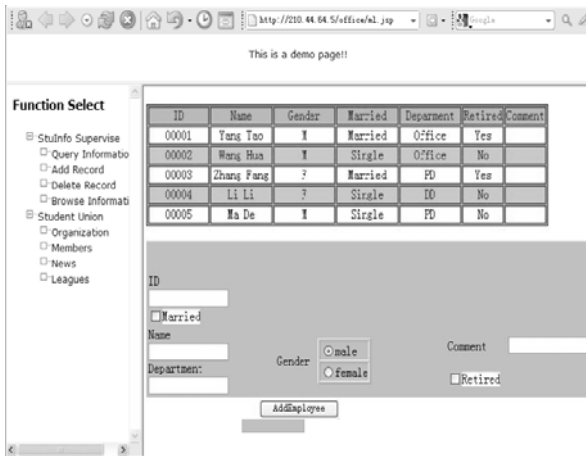 http://210.44.64.5/office/ml.jsp
Google
This is a demo page!!
Function Select
StuInfo Supervise
Query Informatio
Add Record
Delete Record
Browse Informati
Student Union
Organization
Members
News
Leagues
ID Name Gender Married Deparment Retired Comment
00001 Yang Tao M Married Office Yes
00002 Wang Hua M Single Office No
00003 Zhang Fang F Married PD Yes
00004 Li Li F Single DD No
00005 Ma De M Single PD No
ID
Married
Name
Department
Gender
male
female
Comment
Retired
AddEmployee